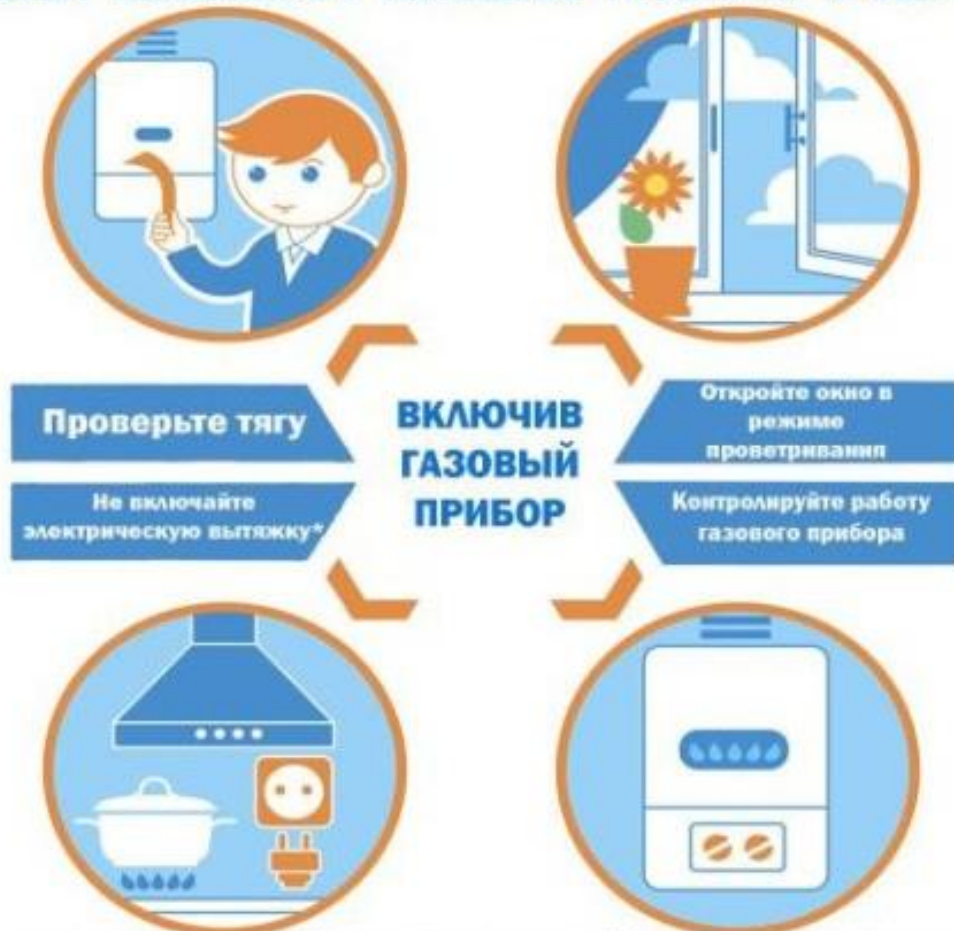 Проверьте тягу
Не включайте
электрическую вытяжку*
ВКЛЮЧИВ
ГАЗОВЫЙ
ПРИБОР
Откройте окно в
режиме
проветривания
Контролируйте работу
газового прибора